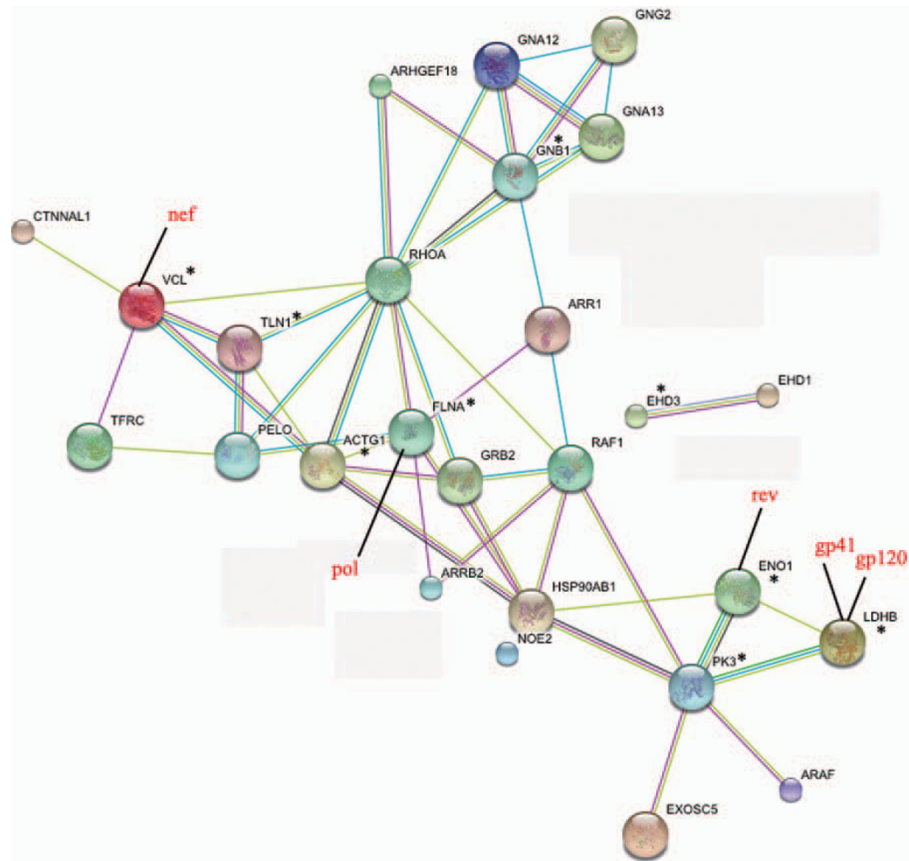 GNG2
GNA12
ARHGEF18
GNA13
GNB1*
CTNNAL1
nef
RHOA
VCL*
ARR1
TLN1*
EHD1
*
EHD3
FLNA*
TFRC
PELO
ACTG1
*
GRB2
RAF1
rev
gp41
gp120
pol
ENO1
*
ARRB2
HSP90AB1
LDHB
*
NOE2
PK3*
ARAF
EXOSC5